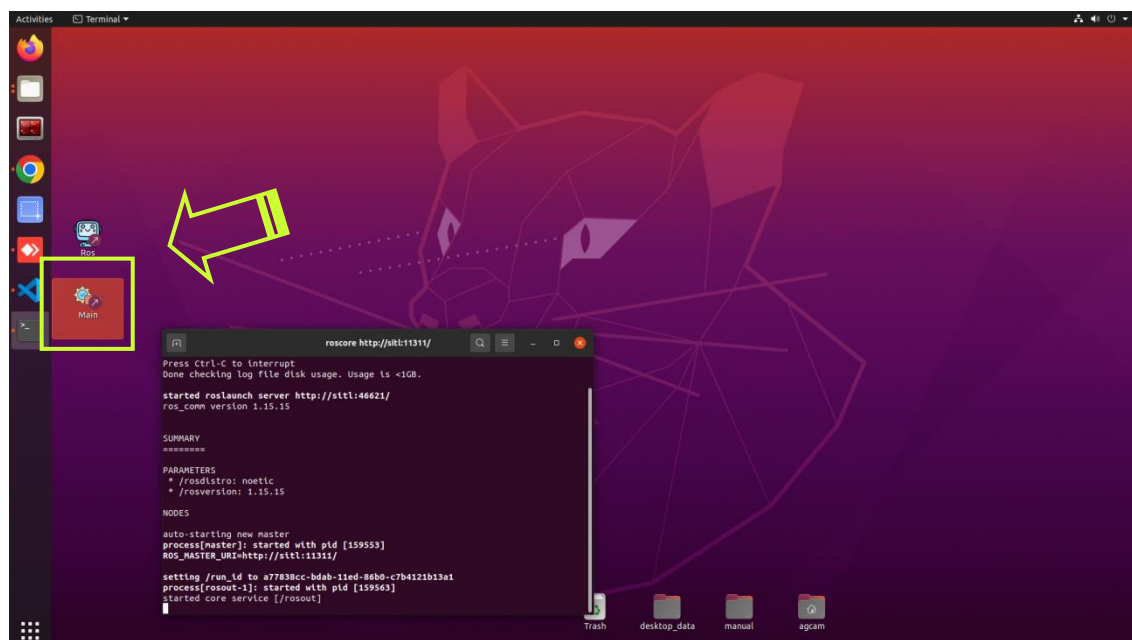 Activities
Terminal
Ros
Main
roscore http://sitl:11311/
Press Ctrl-C to interrupt
Done checking log file disk usage. Usage is <1GB.
started roslaunch server http://sitl:46621/
ros_comm version 1.15.15
SUMMARY
========
PARAMETERS
* /rosdistro: noetic
* /rosversion: 1.15.15
NODES
auto-starting new master
process[master]: started with pid [159553]
ROS_MASTER_URI=http://sitl:11311/
setting /run_id to a77838cc-bdab-11ed-86b0-c7b4121b13a1
process[rosout-1]: started with pid [159563]
started core service [/rosout]
Trash
desktop_data
manual
agcam